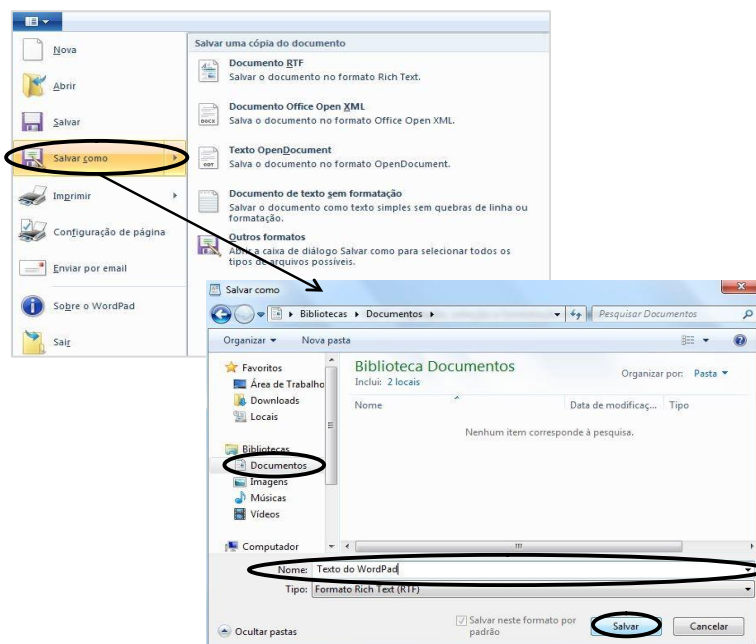 Nova
Salvar uma cópia do documento
Documento RTF
Salvar o documento no formato Rich Text.
Abrir
Documento Office Open XML
Salva o documento no formato Office Open XML.
Salvar
Texto OpenDocument
Salva o documento no formato OpenDocument.
Salvar como
Documento de texto sem formatação
Salvar o documento como texto simples sem quebras de linha ou
formatação.
Imprimir
Configuração de página
Outros formatos
Abrir a caixa de diálogo Salvar como para selecionar todos os
tipos de arquivos possíveis.
Enviar por email
Sobre o WordPad
Sair
Salvar como
Bibliotecas Documentos
Pesquisar Documentos
Organizar Nova pasta
Favoritos
Área de Trabalho
Downloads
Locais
Bibliotecas
Documentos
Imagens
Músicas
Vídeos
Computador
Biblioteca Documentos
Inclui: 2 locais
Organizar por: Pasta
Nome Data de modificaç... Tipo
Nenhum item corresponde à pesquisa.
Nome: Texto do WordPad
Tipo: Formato Rich Text (RTF)
Ocultar pastas
Salvar neste formato por
padrão
Salvar
Cancelar